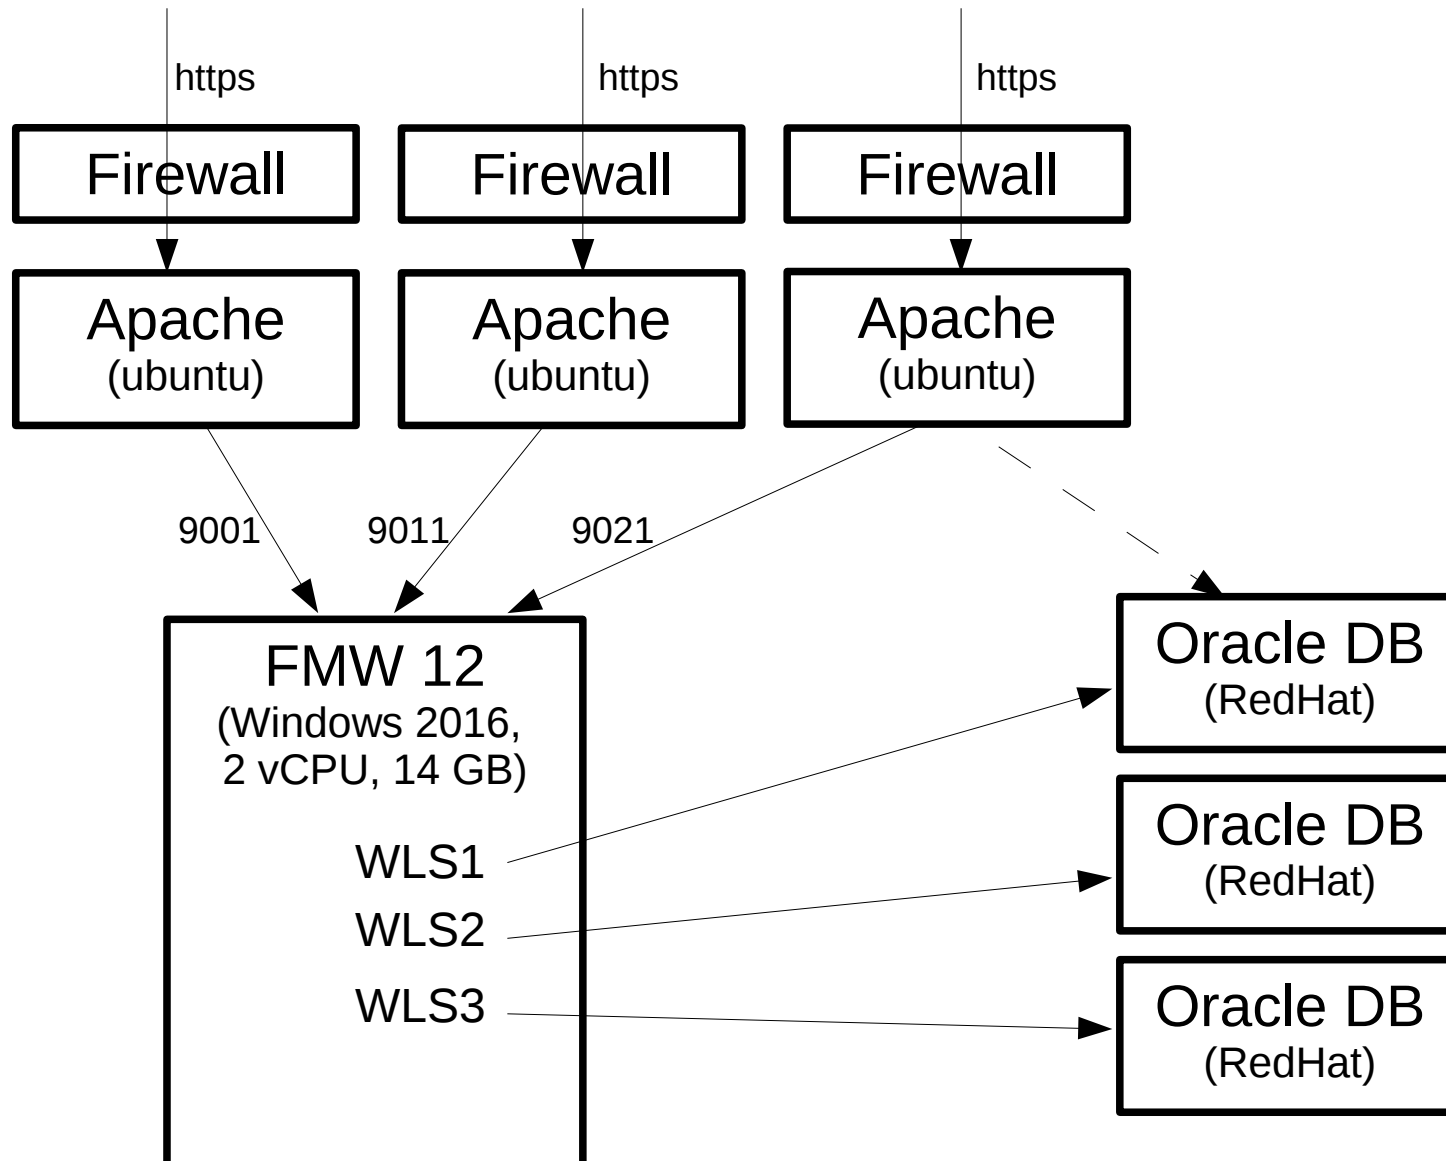 https
https
https
Firewall
Firewall
Firewall
Apache
(ubuntu)
Apache
(ubuntu)
Apache
(ubuntu)
9001
9011
9021
FMW 12
(Windows 2016,
2 vCPU, 14 GB)
WLS1
WLS2
WLS3
Oracle DB
(RedHat)
Oracle DB
(RedHat)
Oracle DB
(RedHat)